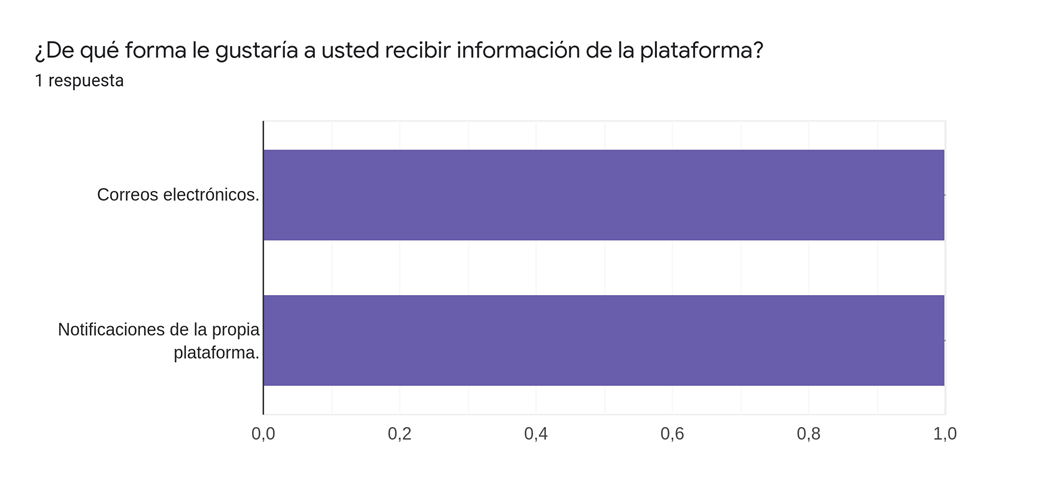 ¿De qué forma le gustaría a usted recibir información de la plataforma?
1 respuesta
Correos electrónicos.
Notificaciones de la propia
plataforma.
0,0 0,2 0,4 0,6 0,8 1,0